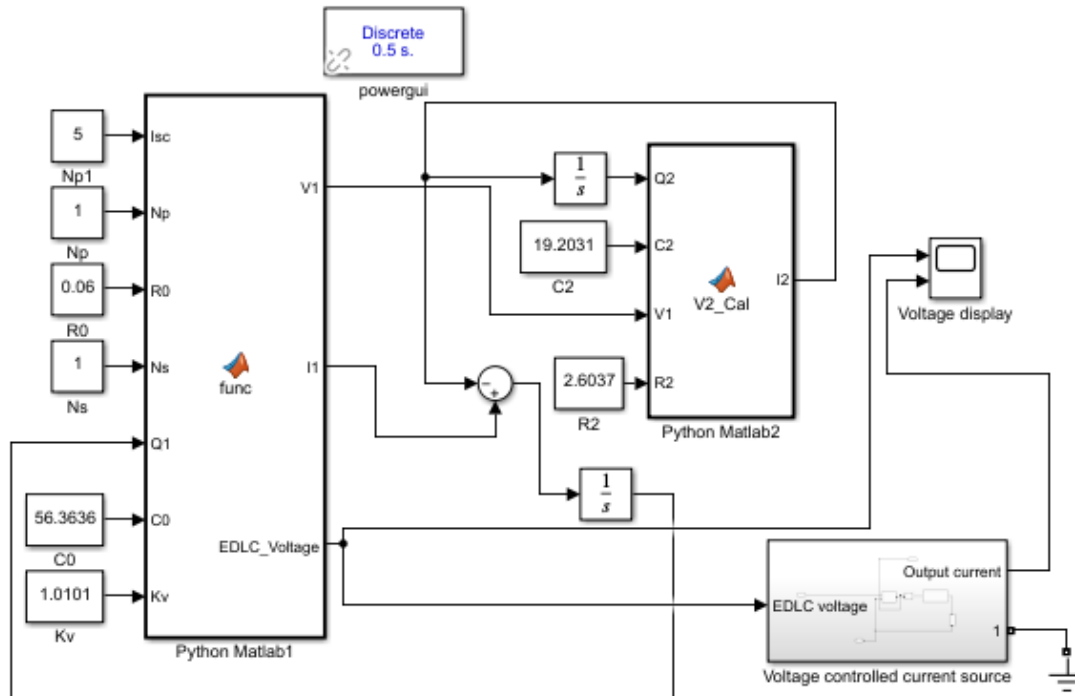 Discrete
0.5 s.
powergui
5
Np1
1
Np
0.06
R0
1
Ns
56.3636
C0
1.0101
Kv
Isc
Np
R0
Ns
Q1
C0
Kv
func
V1
I1
EDLC_Voltage
Python Matlab1
1
s
19.2031
C2
2.6037
R2
Q2
C2
V1
R2
V2_Cal
I2
Python Matlab2
-
+
1
s
Voltage display
EDLC voltage
Output current
1
Voltage controlled current source